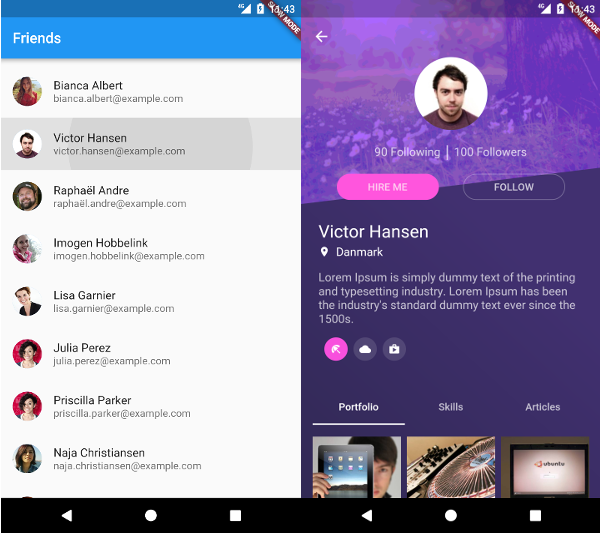 4G 11:43
SLOW MODE
Friends
Bianca Albert
bianca.albert@example.com
Victor Hansen
victor.hansen@example.com
Raphaël Andre
raphaël.andre@example.com
Imogen Hobbelink
imogen.hobbelink@example.com
Lisa Garnier
lisa.garnier@example.com
Julia Perez
julia.perez@example.com
Priscilla Parker
priscilla.parker@example.com
Naja Christiansen
naja.christiansen@example.com
4G 11:43
SLOW MODE
90 Following | 100 Followers
HIRE ME
FOLLOW
Victor Hansen
Danmark
Lorem Ipsum is simply dummy text of the printing
and typesetting industry. Lorem Ipsum has been
the industry's standard dummy text ever since the
1500s.
Portfolio Skills Articles
ubuntu